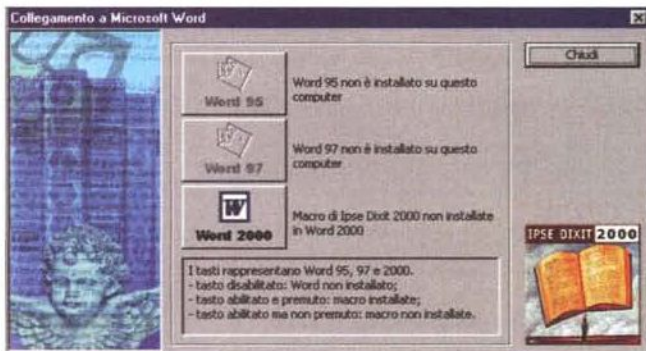 Collegamento a Microsoft Word
Chiudi
Word 95
Word 95 non è installato su questo
computer
Word 97
Word 97 non è installato su questo
computer
W
Word 2000
Macro di Ipse Dixit 2000 non installate
in Word 2000
I tasti rappresentano Word 95, 97 e 2000.
- tasto disabilitato: Word non installato;
- tasto abilitato e premuto: macro installate;
- tasto abilitato ma non premuto: macro non installate.
IPSE DIXIT 2000